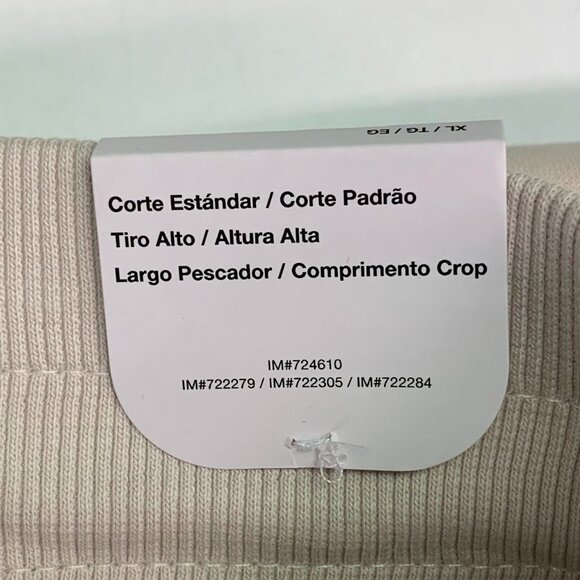 XL / TG / EG
Corte Estándar / Corte Padrão
Tiro Alto / Altura Alta
Largo Pescador / Comprimento Crop
IM#724610
IM#722279 / IM#722305 / IM#722284